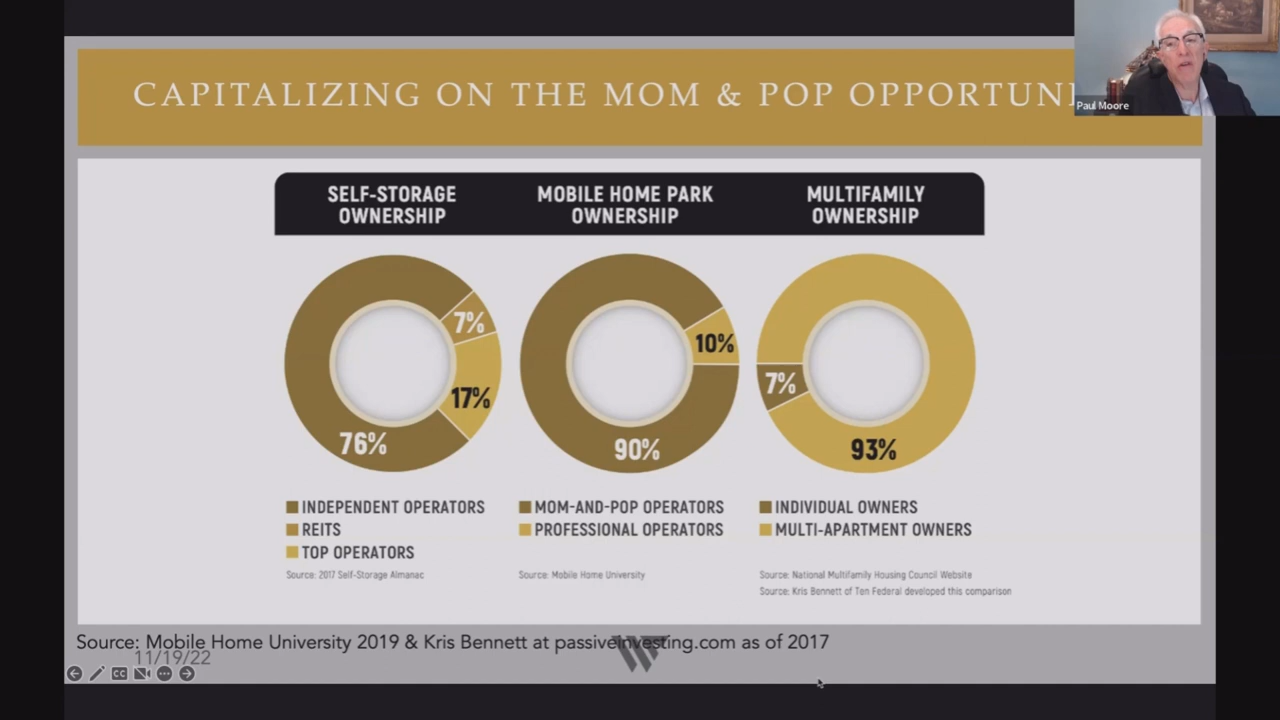 CAPITALIZING ON THE MOM & POP OPPORTUNI
Paul Moore
SELF-STORAGE
OWNERSHIP
MOBILE HOME PARK
OWNERSHIP
MULTIFAMILY
OWNERSHIP
7%
17%
76%
10%
90%
7%
93%
INDEPENDENT OPERATORS
REITS
TOP OPERATORS
Source: 2017 Self-Storage Almanac
MOM-AND-POP OPERATORS
PROFESSIONAL OPERATORS
Source: Mobile Home University
INDIVIDUAL OWNERS
MULTI-APARTMENT OWNERS
Source: National Multifamily Housing Council Website
Source: Kris Bennett of Ten Federal developed this comparison
Source: Mobile Home University 2019 & Kris Bennett at passiveinvesting.com as of 2017
11/19/22
CC